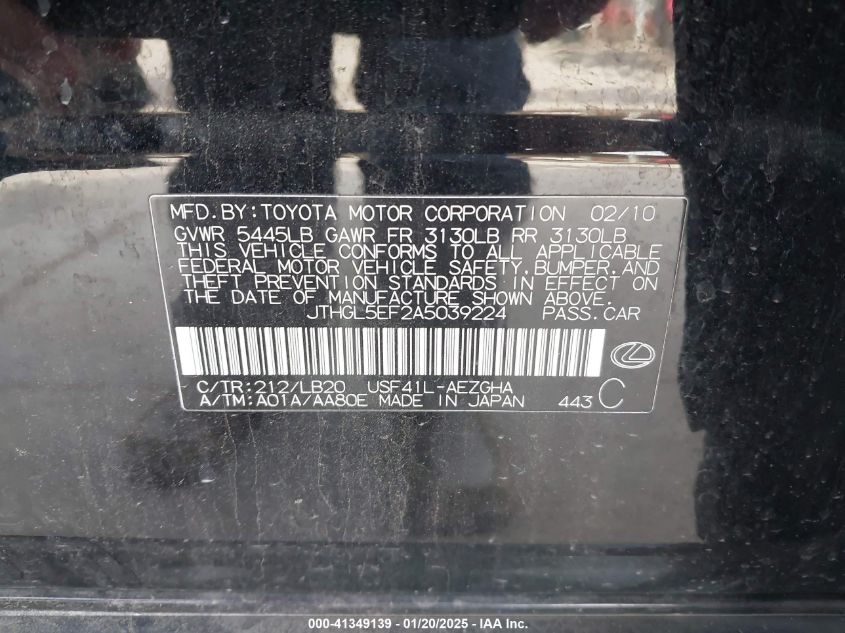 MFD.BY:TOYOTA MOTOR CORPORATION 02/10
GVWR 5445LB GAWR FR 3130LB RR 3130LB
THIS VEHICLE CONFORMS TO ALL APPLICABLE
FEDERAL MOTOR VEHICLE SAFETY,BUMPER,AND
THEFT PREVENTION STANDARDS IN EFFECT ON
THE DATE OF MANUFACTURE SHOWN ABOVE.
JTHGL5EF2A5039224 PASS.CAR
C/TR:212/LB20 USF41L-AEZGHA
A/TM:A01A/AA80E MADE IN JAPAN 443 C
000-41349139 - 01/20/2025 - IAA Inc.